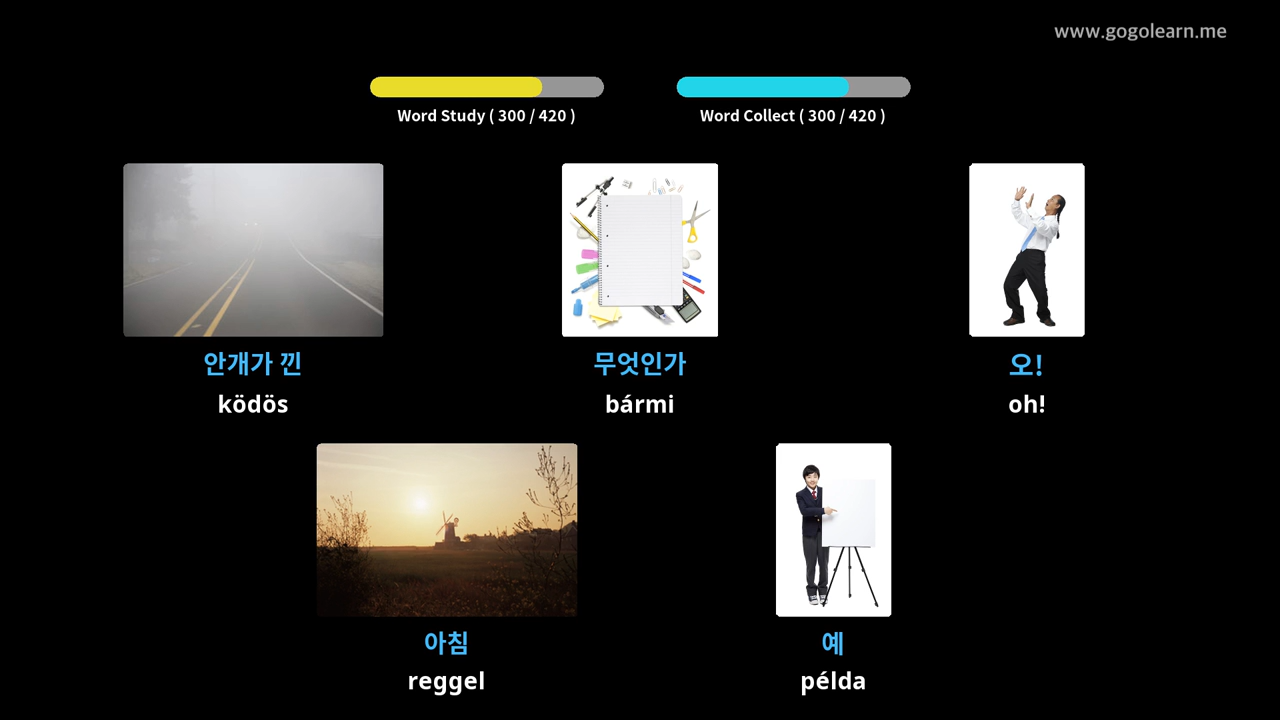 www.gogolearn.me
Word Study ( 300 / 420 )
Word Collect ( 300 / 420 )
안개가 낀
ködös
무엇인가
bármi
오!
oh!
아침
reggel
예
példa